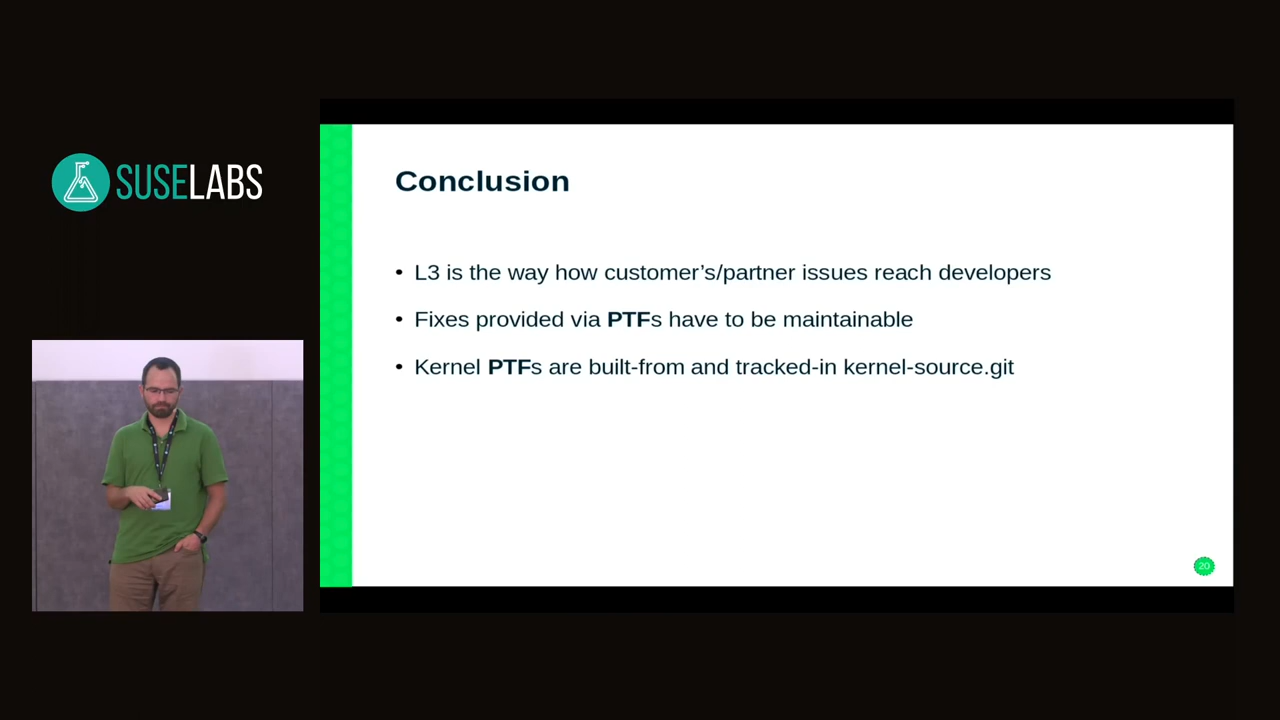 SUSELABS
Conclusion
• L3 is the way how customer’s/partner issues reach developers
• Fixes provided via PTFs have to be maintainable
• Kernel PTFs are built-from and tracked-in kernel-source.git
20